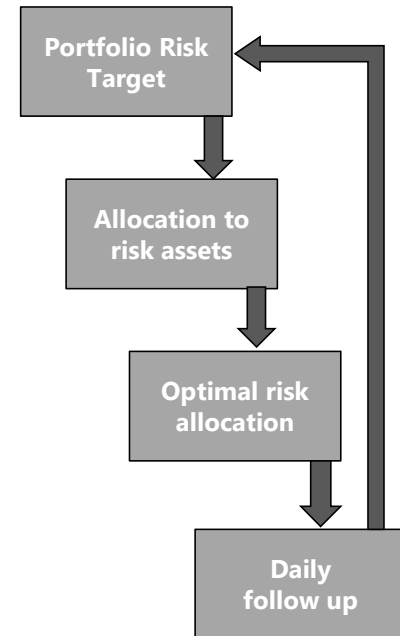 Portfolio Risk
Target
Allocation to
risk assets
Optimal risk
allocation
Daily
follow up